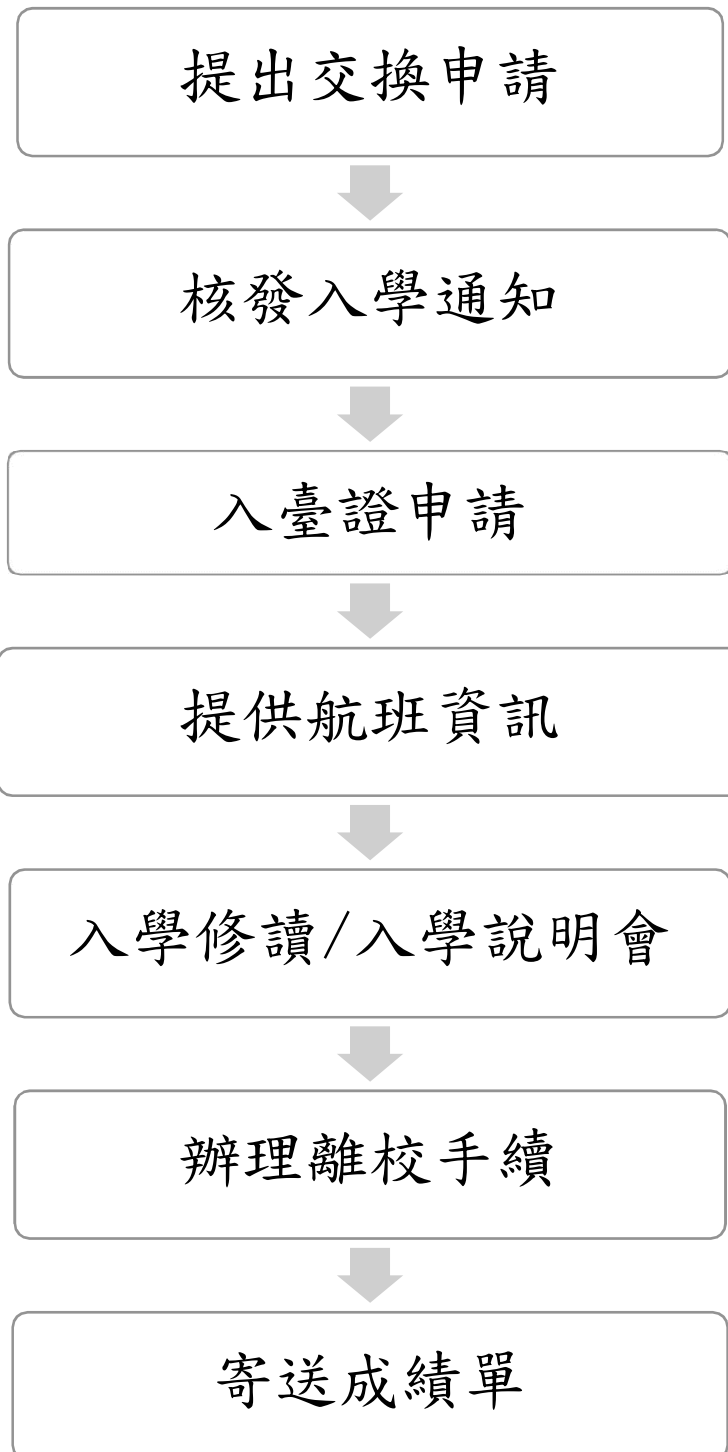 提出交換申請
核發入學通知
入臺證申請
提供航班資訊
入學修讀/入學說明會
辦理離校手續
寄送成績單